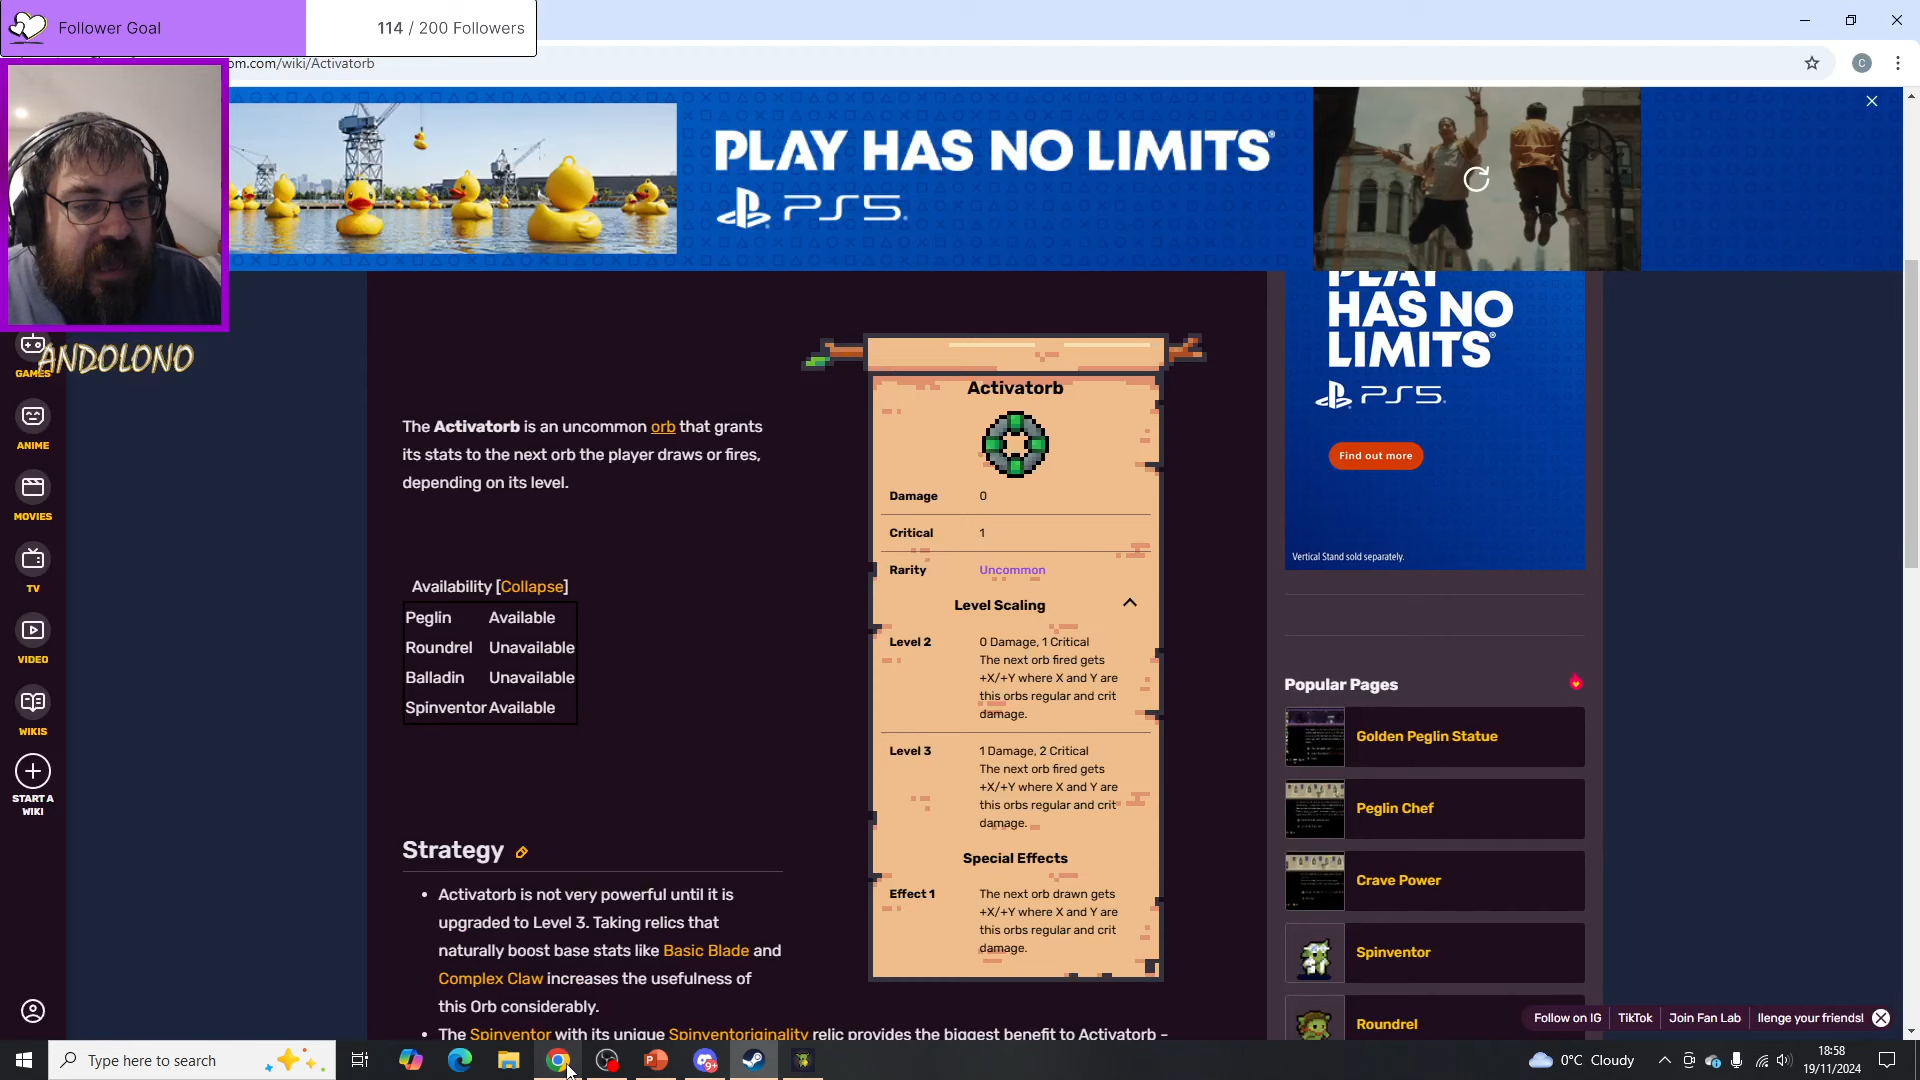 Follower Goal
114 / 200 Followers
om.com/wiki/Activatorb
C
PLAY HAS NO LIMITS
PS5
ANDOLONO
GAMES
ANIME
MOVIES
TV
VIDEO
WIKIS
START A
WIKI
The Activatorb is an uncommon orb that grants
its stats to the next orb the player draws or fires,
depending on its level.
Availability [Collapse]
Peglin Available
Roundrel Unavailable
Balladin Unavailable
Spinventor Available
Strategy
• Activatorb is not very powerful until it is
upgraded to Level 3. Taking relics that
naturally boost base stats like Basic Blade and
Complex Claw increases the usefulness of
this Orb considerably.
• The Spinventor with its unique Spinventoriginality relic provides the biggest benefit to Activatorb -
Activatorb
Damage 0
Critical 1
Rarity Uncommon
Level Scaling
Level 2 0 Damage, 1 Critical
The next orb fired gets
+X/+Y where X and Y are
this orbs regular and crit
damage.
Level 3 1 Damage, 2 Critical
The next orb fired gets
+X/+Y where X and Y are
this orbs regular and crit
damage.
Special Effects
Effect 1 The next orb drawn gets
+X/+Y where X and Y are
this orbs regular and crit
damage.
PLAY
HAS NO
LIMITS
PS5
Find out more
Vertical Stand sold separately.
Popular Pages
Golden Peglin Statue
Peglin Chef
Crave Power
Spinventor
Roundrel
Follow on IG
TikTok
Join Fan Lab
llenge your friends!
Type here to search
9+
0°C Cloudy
18:58
19/11/2024